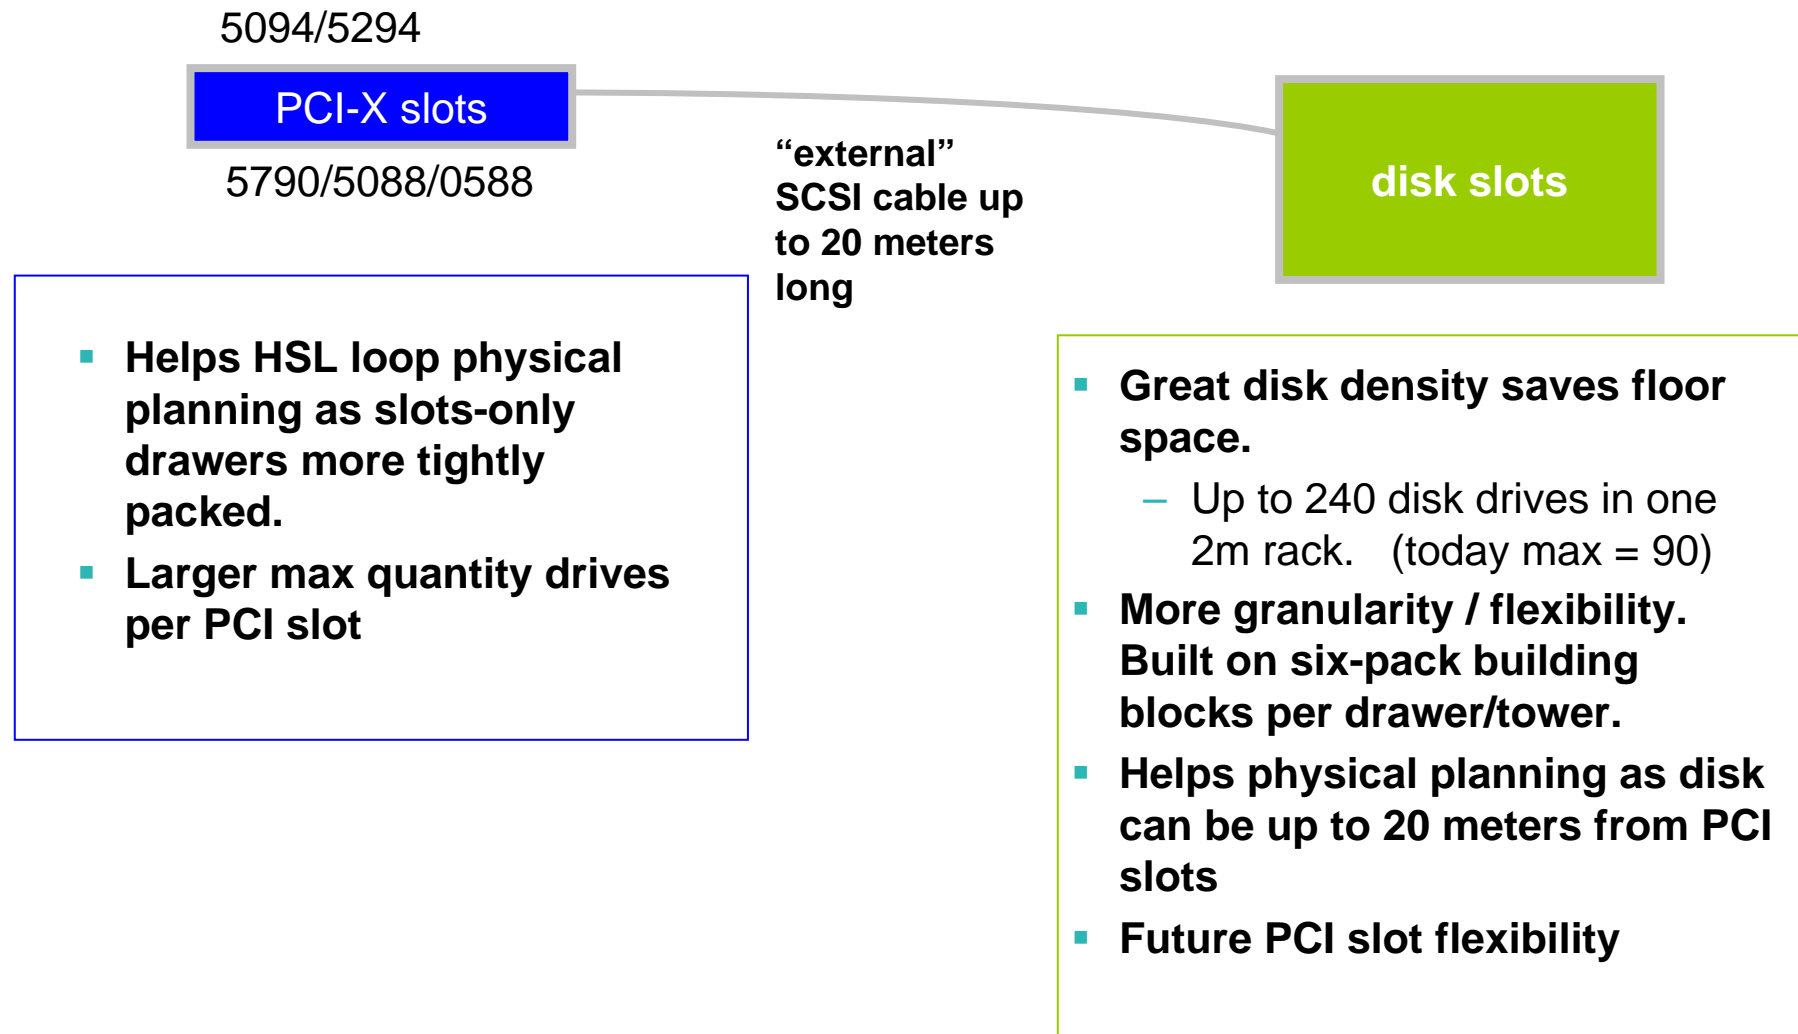 5094/5294
PCI-X slots
5790/5088/0588
“external”
SCSI cable up
to 20 meters
long
disk slots
▪ Helps HSL loop physical
planning as slots-only
drawers more tightly
packed.
▪ Larger max quantity drives
per PCI slot
▪ Great disk density saves floor
space.
– Up to 240 disk drives in one
2m rack. (today max = 90)
▪ More granularity / flexibility.
Built on six-pack building
blocks per drawer/tower.
▪ Helps physical planning as disk
can be up to 20 meters from PCI
slots
▪ Future PCI slot flexibility